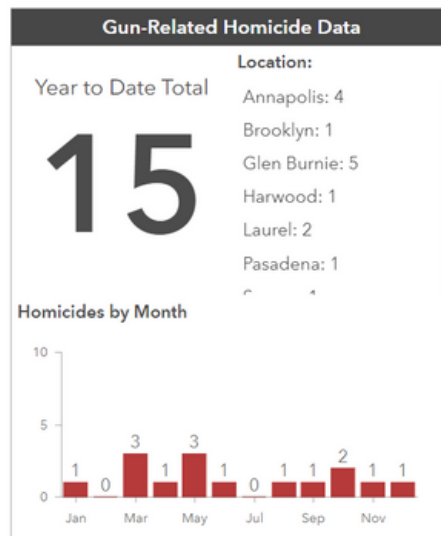 Gun-Related Homicide Data
Year to Date Total
15
Location:
Annapolis: 4
Brooklyn: 1
Glen Burnie: 5
Harwood: 1
Laurel: 2
Pasadena: 1
Homicides by Month
10
5
0
1 0 3 1 3 1 0 1 1 2 1 1
Jan Mar May Jul Sep Nov